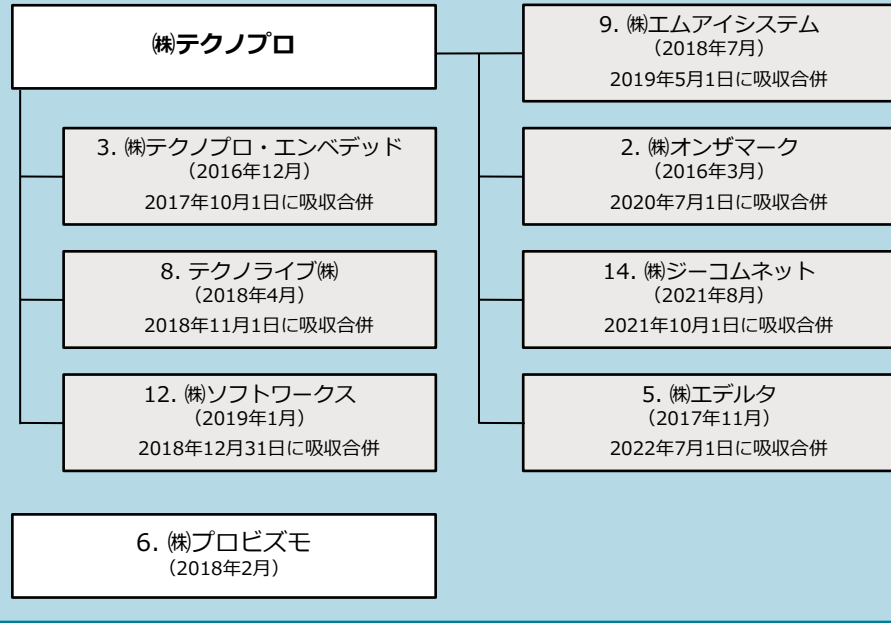 ㈱テクノプロ
3. ㈱テクノプロ・エンベデッド
（2016年12月）
2017年10月1日に吸収合併
8. テクノライブ㈱
（2018年4月）
2018年11月1日に吸収合併
12. ㈱ソフトワークス
（2019年1月）
2018年12月31日に吸収合併
6. ㈱プロビズモ
（2018年2月）
9. ㈱エムアイシステム
（2018年7月）
2019年5月1日に吸収合併
2. ㈱オンザマーク
（2016年3月）
2020年7月1日に吸収合併
14. ㈱ジーコムネット
（2021年8月）
2021年10月1日に吸収合併
5. ㈱エデルタ
（2017年11月）
2022年7月1日に吸収合併